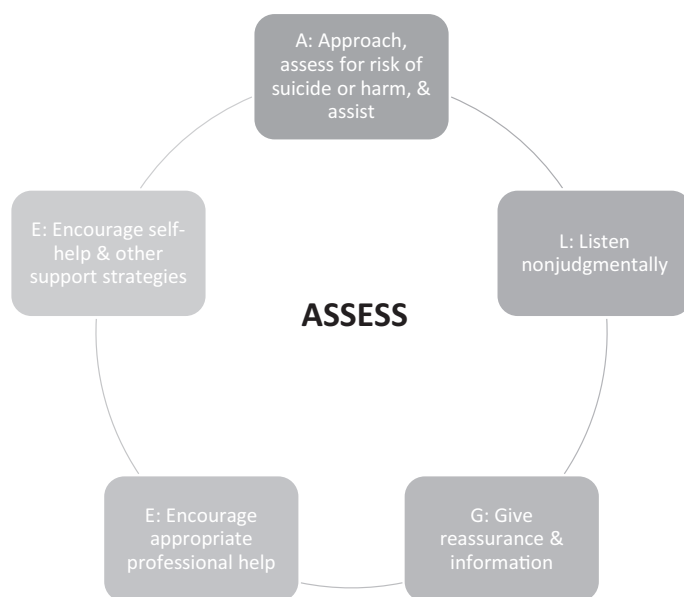 A: Approach,
assess for risk of
suicide or harm, &
assist
L: Listen
nonjudgmentally
G: Give
reassurance &
information
E: Encourage
appropriate
professional help
E: Encourage self-
help & other
support strategies
ASSESS